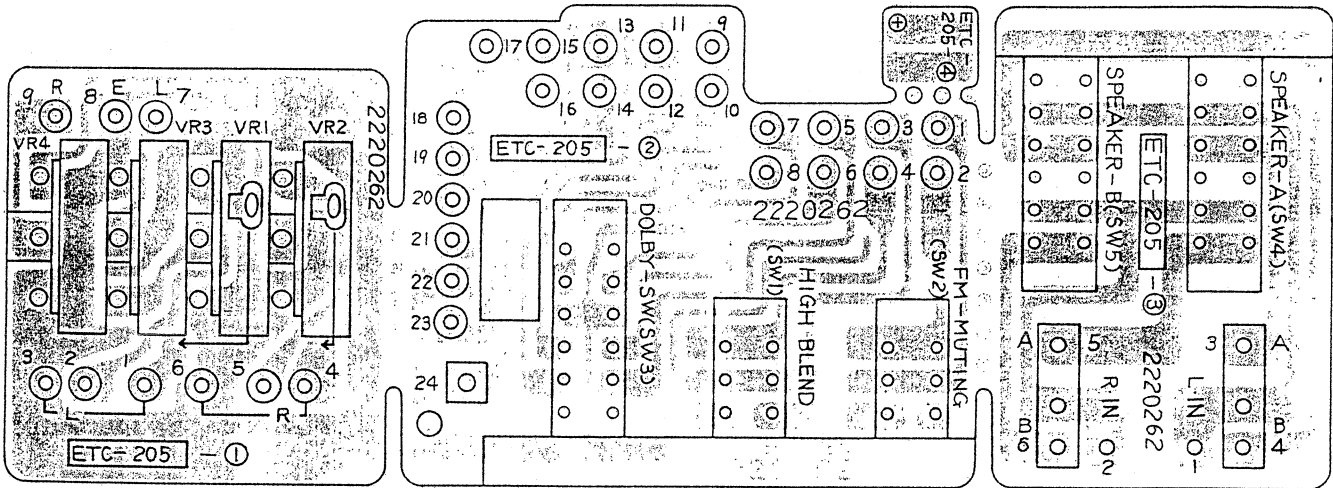 9 R 8 E L 7
VR4 VR3 VR1 VR2
2220262
3 2 1 6 5 4
L R
ETC-205 -①
17 15 13 11 9
16 14 12 10
18
19
20
21
22
23
24
ETC-205 -②
7 5 3 1
8 6 4 2
2220262
DOLBY-SW(SW3)
HIGH BLEND
(SW1)
FM-MUTING
(SW2)
ETC-
205-④
⊕
SPEAKER-B(SW5)
ETC-205 -③
SPEAKER-A(SW4)
2220262
A 5
R IN
B
6 2
3 A
L IN
B
1 4